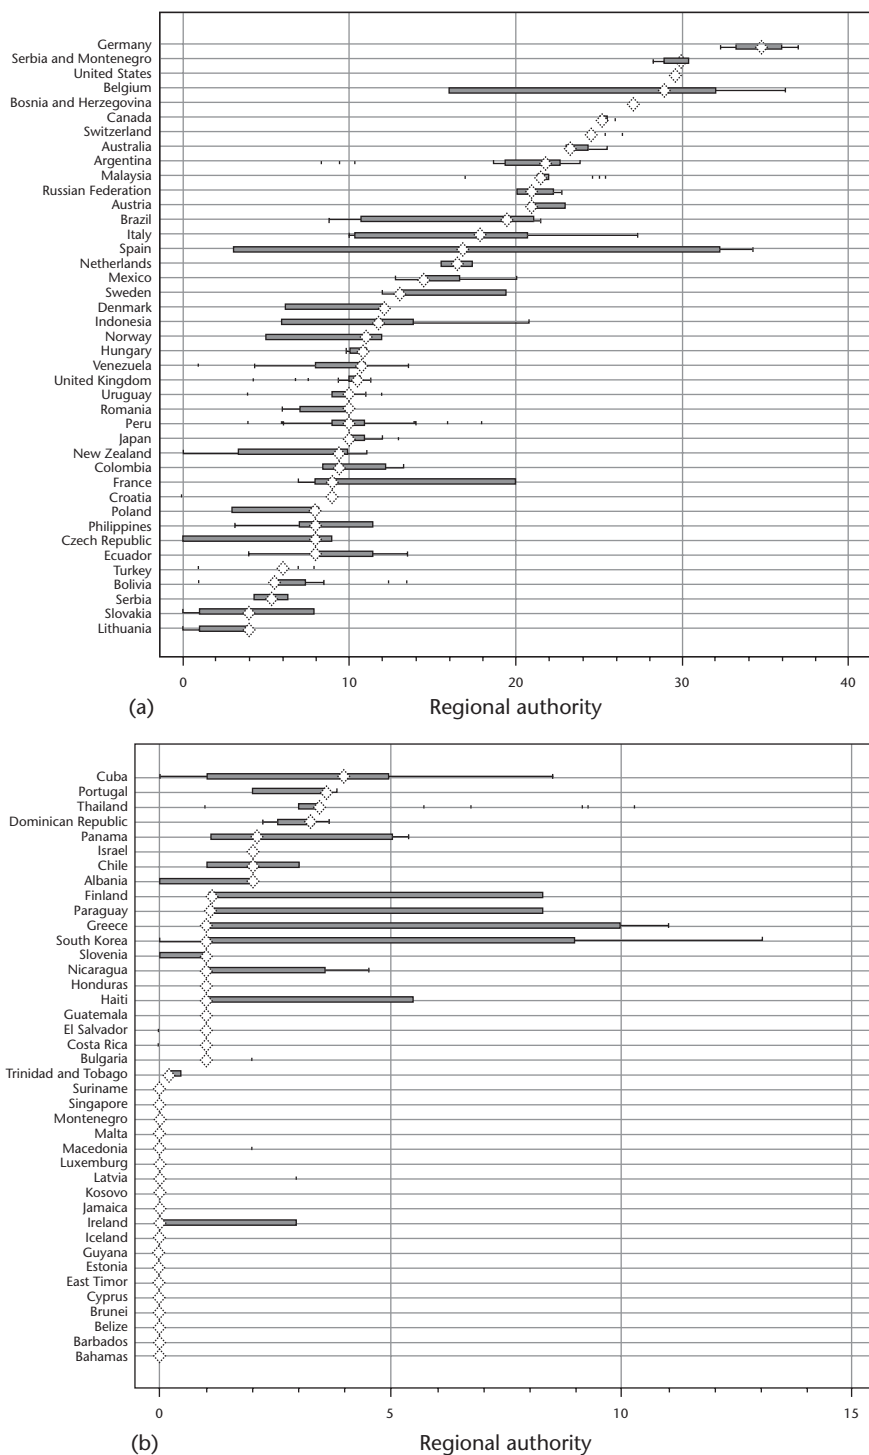 Germany
Serbia and Montenegro
United States
Belgium
Bosnia and Herzegovina
Canada
Switzerland
Australia
Argentina
Malaysia
Russian Federation
Austria
Brazil
Italy
Spain
Netherlands
Mexico
Sweden
Denmark
Indonesia
Norway
Hungary
Venezuela
United Kingdom
Uruguay
Romania
Peru
Japan
New Zealand
Colombia
France
Croatia
Poland
Philippines
Czech Republic
Ecuador
Turkey
Bolivia
Serbia
Slovakia
Lithuania
0 10 20 30 40
(a) Regional authority
Cuba
Portugal
Thailand
Dominican Republic
Panama
Israel
Chile
Albania
Finland
Paraguay
Greece
South Korea
Slovenia
Nicaragua
Honduras
Haiti
Guatemala
El Salvador
Costa Rica
Bulgaria
Trinidad and Tobago
Suriname
Singapore
Montenegro
Malta
Macedonia
Luxemburg
Latvia
Kosovo
Jamaica
Ireland
Iceland
Guyana
Estonia
East Timor
Cyprus
Brunei
Belize
Barbados
Bahamas
0 5 10 15
(b) Regional authority